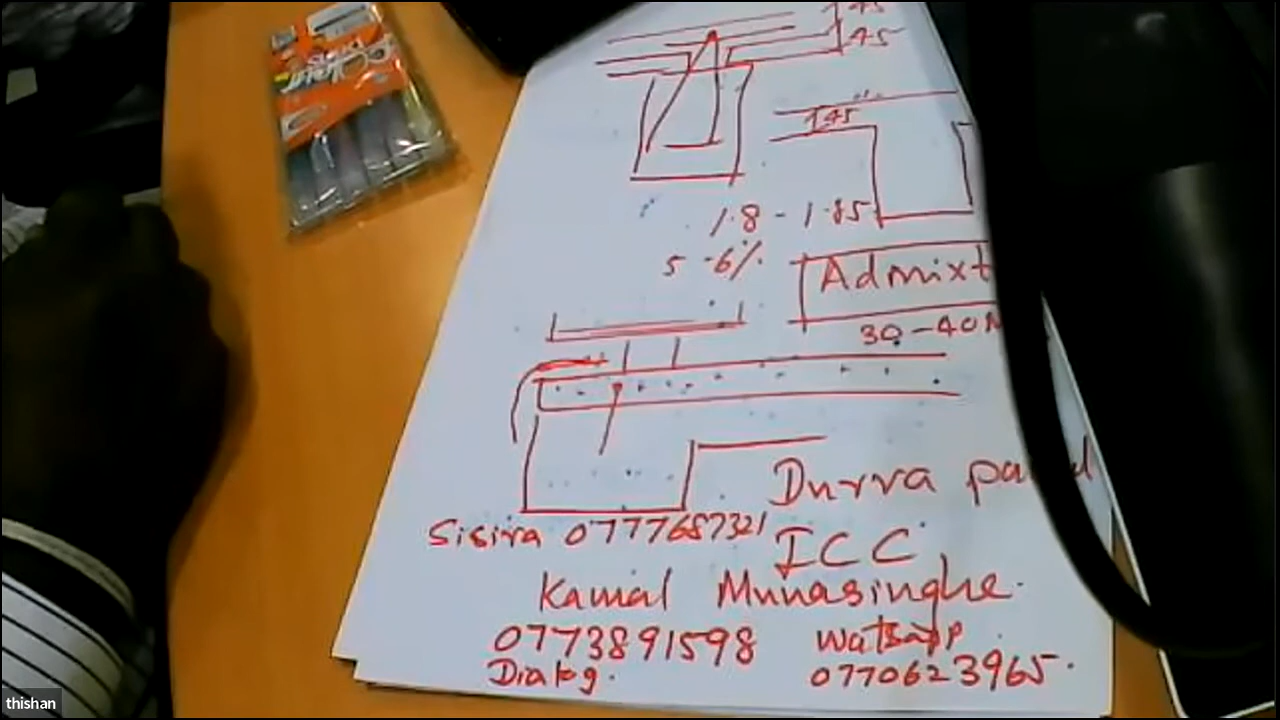 45
45
145
1.8 - 1.85
5 - 6%
Admixt
30-40
Durra
ICC
Sisira 0777687321
Kamal Munasinghe.
0773891598
Watsapp
Dialog.
0770623965.
thishan